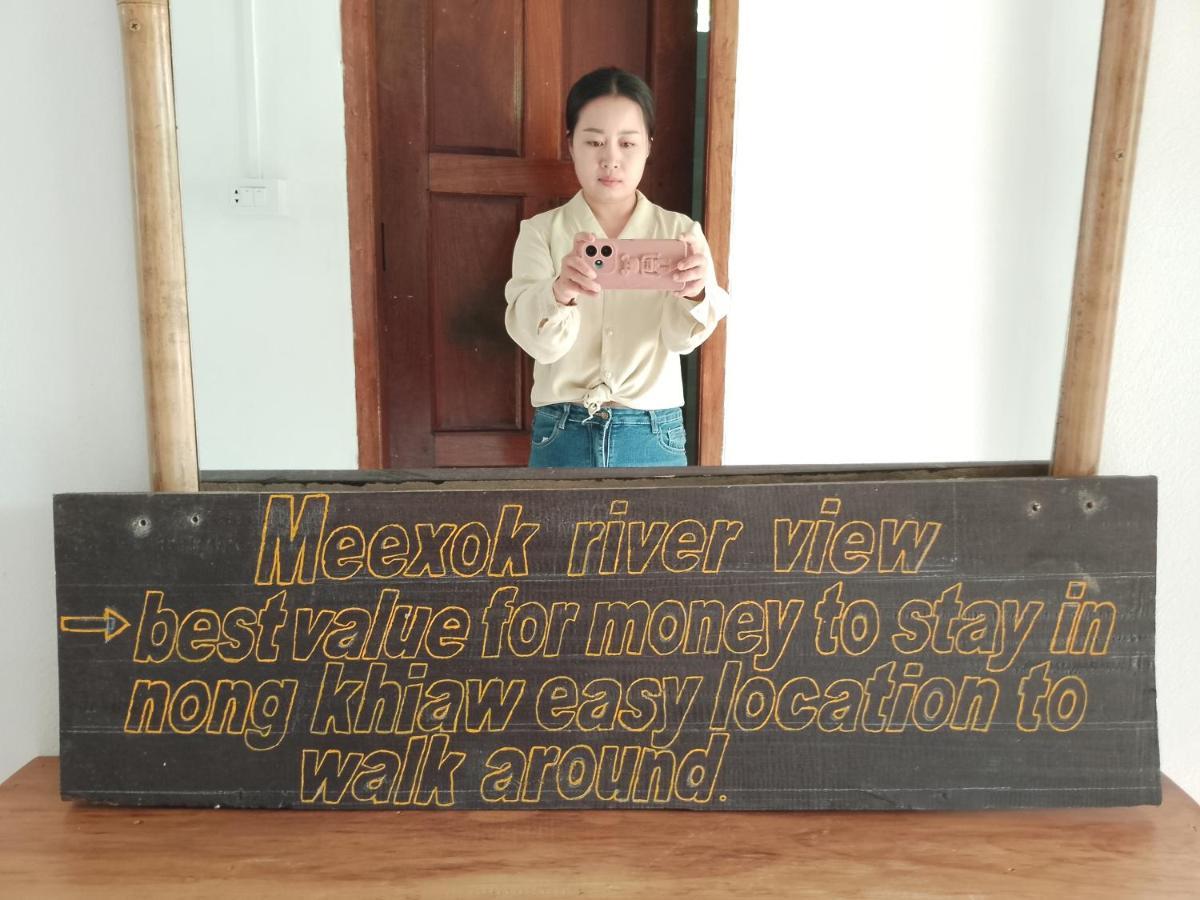 Meexok river view
best value for money to stay in
nong khiaw easy location to
walk around.